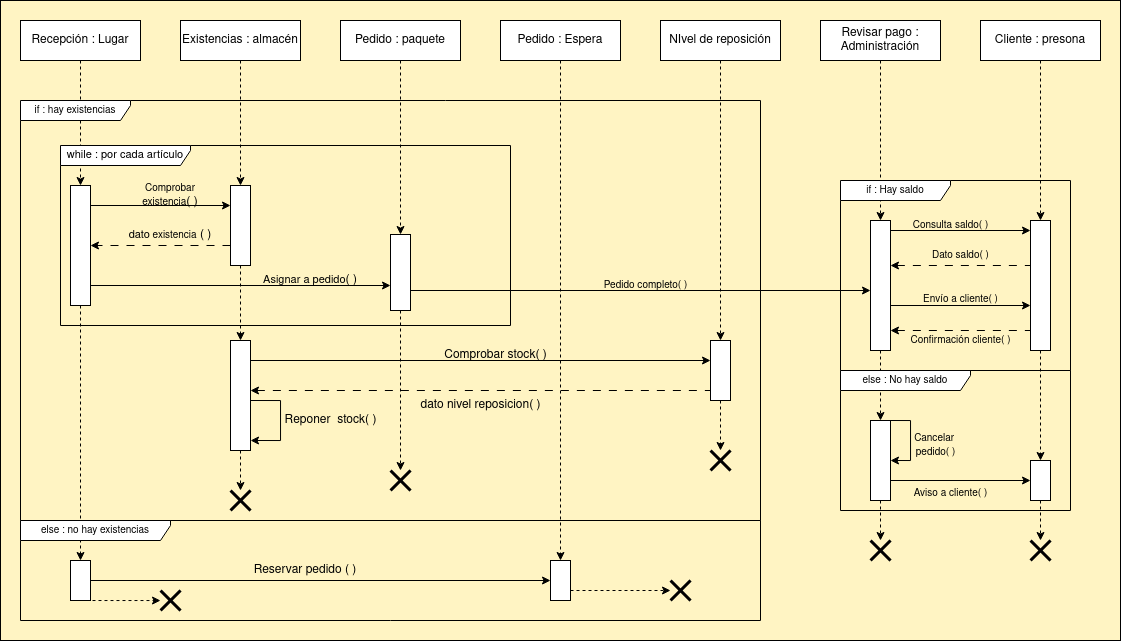 Recepción : Lugar
Existencias : almacén
Pedido : paquete
Pedido : Espera
NIvel de reposición
Revisar pago :
Administración
Cliente : presona
if : hay existencias
while : por cada artículo
Comprobar
existencia( )
dato existencia ( )
Asignar a pedido( )
Pedido completo( )
if : Hay saldo
Consulta saldo( )
Dato saldo( )
Envío a cliente( )
Confirmación cliente( )
Comprobar stock( )
dato nivel reposicion( )
Reponer stock( )
else : No hay saldo
Cancelar
pedido( )
Aviso a cliente( )
else : no hay existencias
Reservar pedido ( )